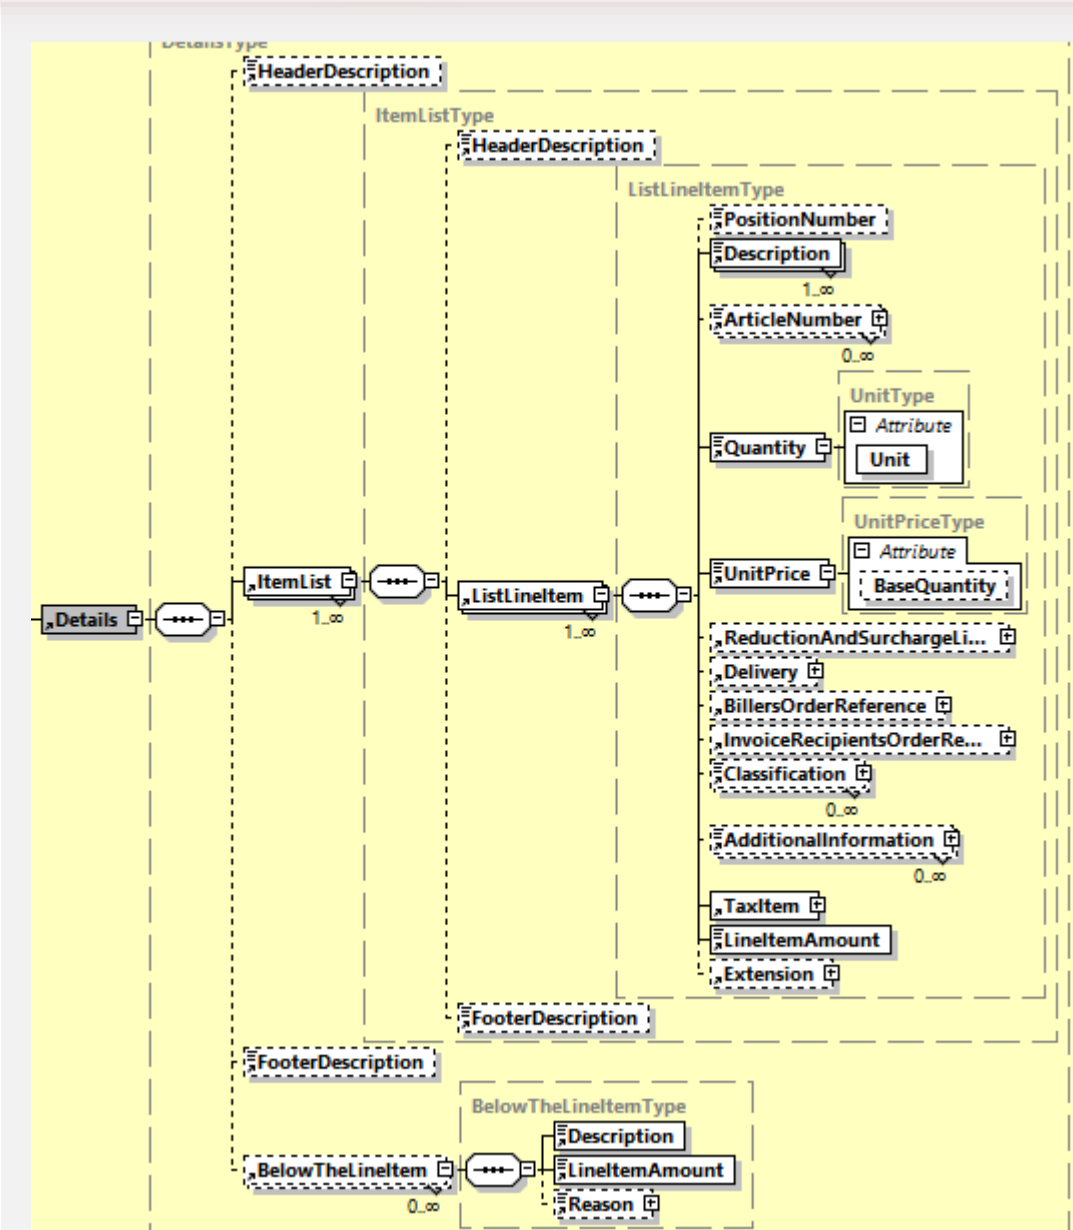 DetailsType
HeaderDescription
ItemListType
HeaderDescription
ListLineItemType
PositionNumber
Description
1..∞
ArticleNumber
0..∞
UnitType
Attribute
Quantity
Unit
UnitPriceType
Attribute
UnitPrice
BaseQuantity
ItemList
1..∞
ListLineItem
1..∞
Details
ReductionAndSurchargeLi...
Delivery
BillersOrderReference
InvoiceRecipientsOrderRe...
Classification
0..∞
AdditionalInformation
0..∞
TaxItem
LineItemAmount
Extension
FooterDescription
FooterDescription
BelowTheLineItemType
Description
BelowTheLineItem
LineItemAmount
0..∞
Reason